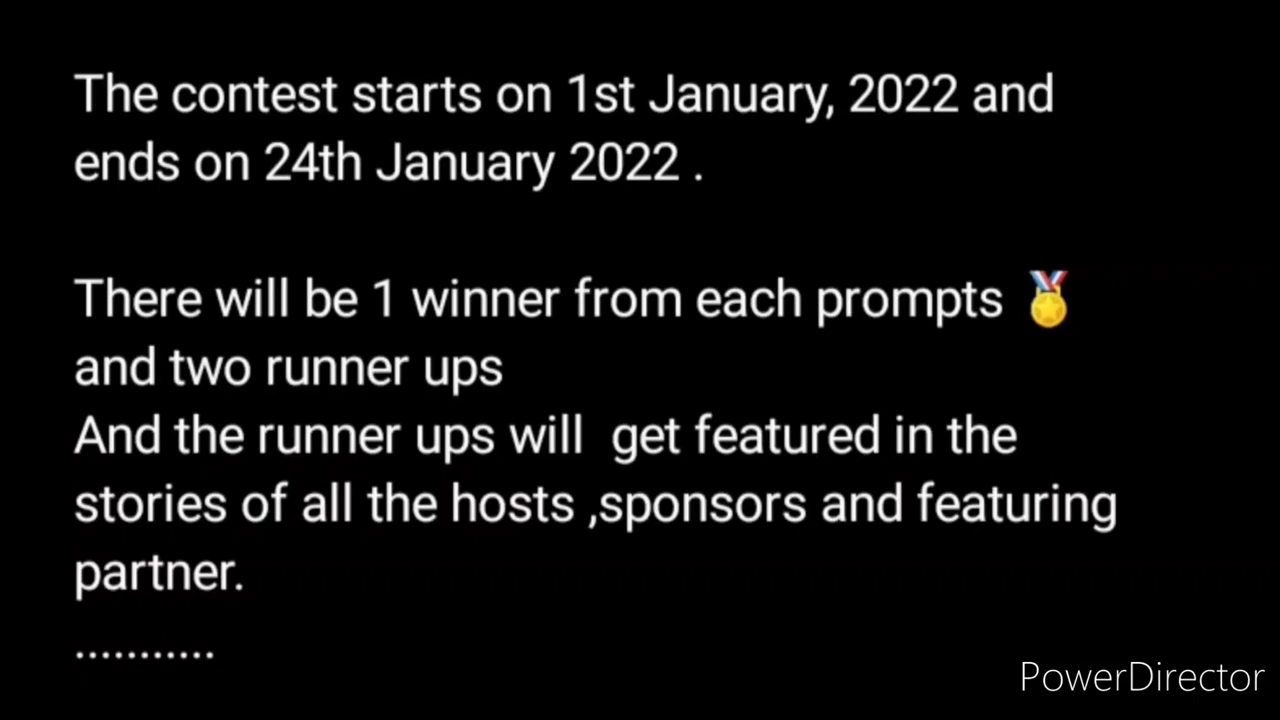 The contest starts on 1st January, 2022 and
ends on 24th January 2022 .
There will be 1 winner from each prompts 🏅
and two runner ups
And the runner ups will  get featured in the
stories of all the hosts ,sponsors and featuring
partner.
...........
PowerDirector